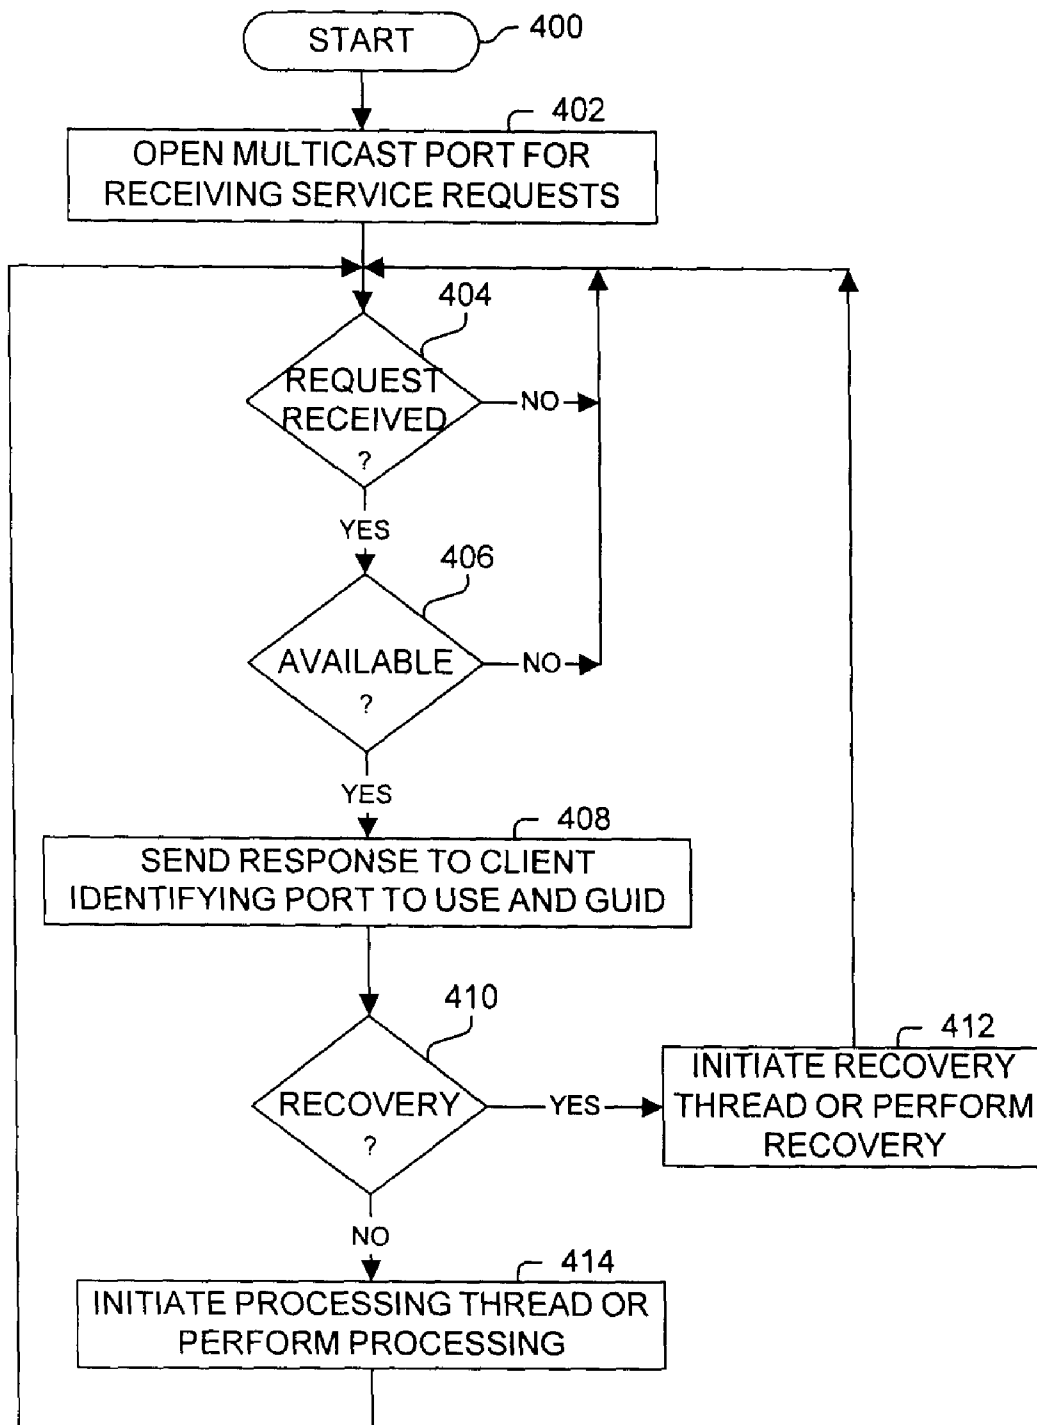 START
400
402
OPEN MULTICAST PORT FOR
RECEIVING SERVICE REQUESTS
404
REQUEST
RECEIVED
?
NO
YES
406
AVAILABLE
?
NO
YES
408
SEND RESPONSE TO CLIENT
IDENTIFYING PORT TO USE AND GUID
410
RECOVERY
?
YES
412
INITIATE RECOVERY
THREAD OR PERFORM
RECOVERY
NO
414
INITIATE PROCESSING THREAD OR
PERFORM PROCESSING